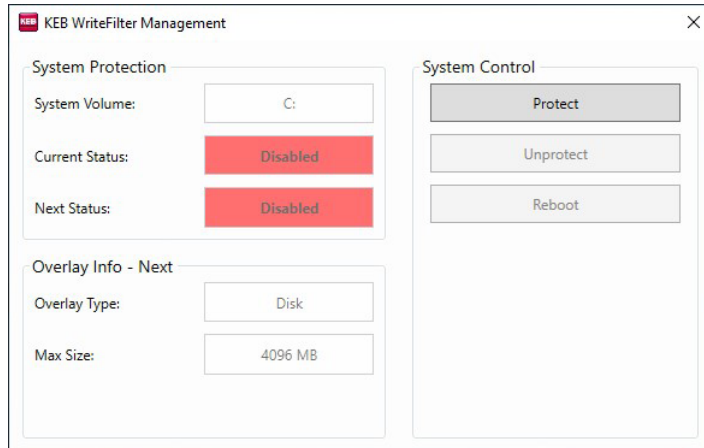 KEB KEB WriteFilter Management
System Protection
System Volume: C:
Current Status: Disabled
Next Status: Disabled
Overlay Info - Next
Overlay Type: Disk
Max Size: 4096 MB
System Control
Protect
Unprotect
Reboot